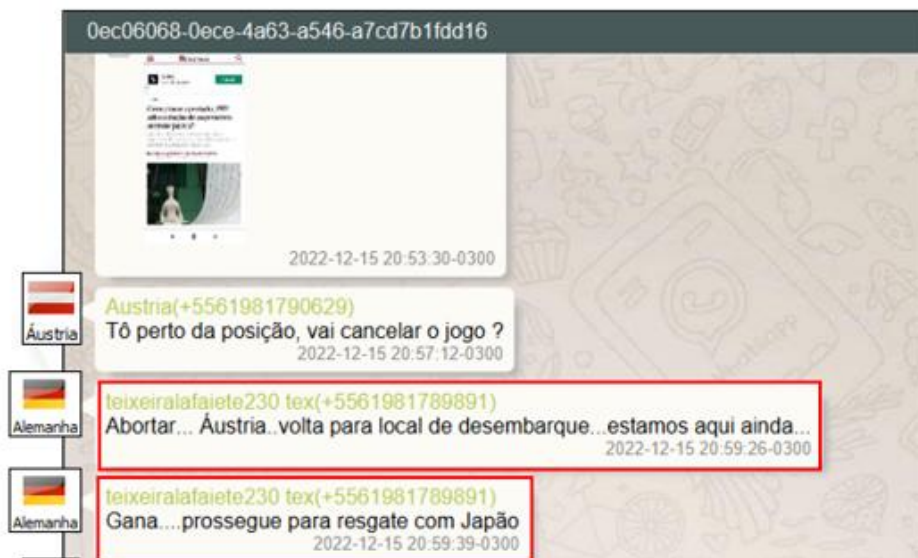 0ec06068-0ece-4a63-a546-a7cd7b1fdd16
2022-12-15 20:53:30-0300
Austria(+5561981790629)
Áustria
Tô perto da posição, vai cancelar o jogo ?
2022-12-15 20:57:12-0300
teixeiralafaiete230 tex(+5561981789891)
Alemanha
Abortar... Áustria..volta para local de desembarque...estamos aqui ainda...
2022-12-15 20:59:26-0300
teixeiralafaiete230 tex(+5561981789891)
Alemanha
Gana....prossegue para resgate com Japão
2022-12-15 20:59:39-0300